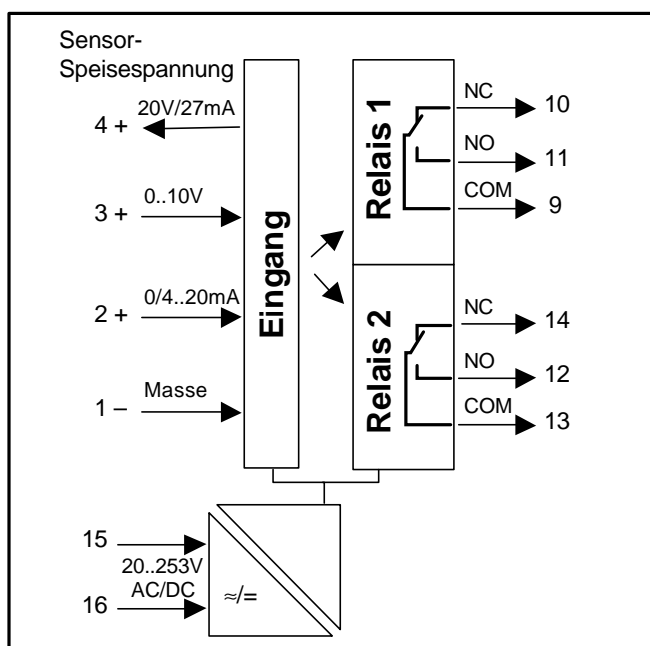 Sensor-
Speisespannung
4 + 20V/27mA
3 + 0..10V
2 + 0/4..20mA
1 – Masse
Eingang
Relais 1
NC 10
NO 11
COM 9
Relais 2
NC 14
NO 12
COM 13
15
20..253V
AC/DC
16
≈/=